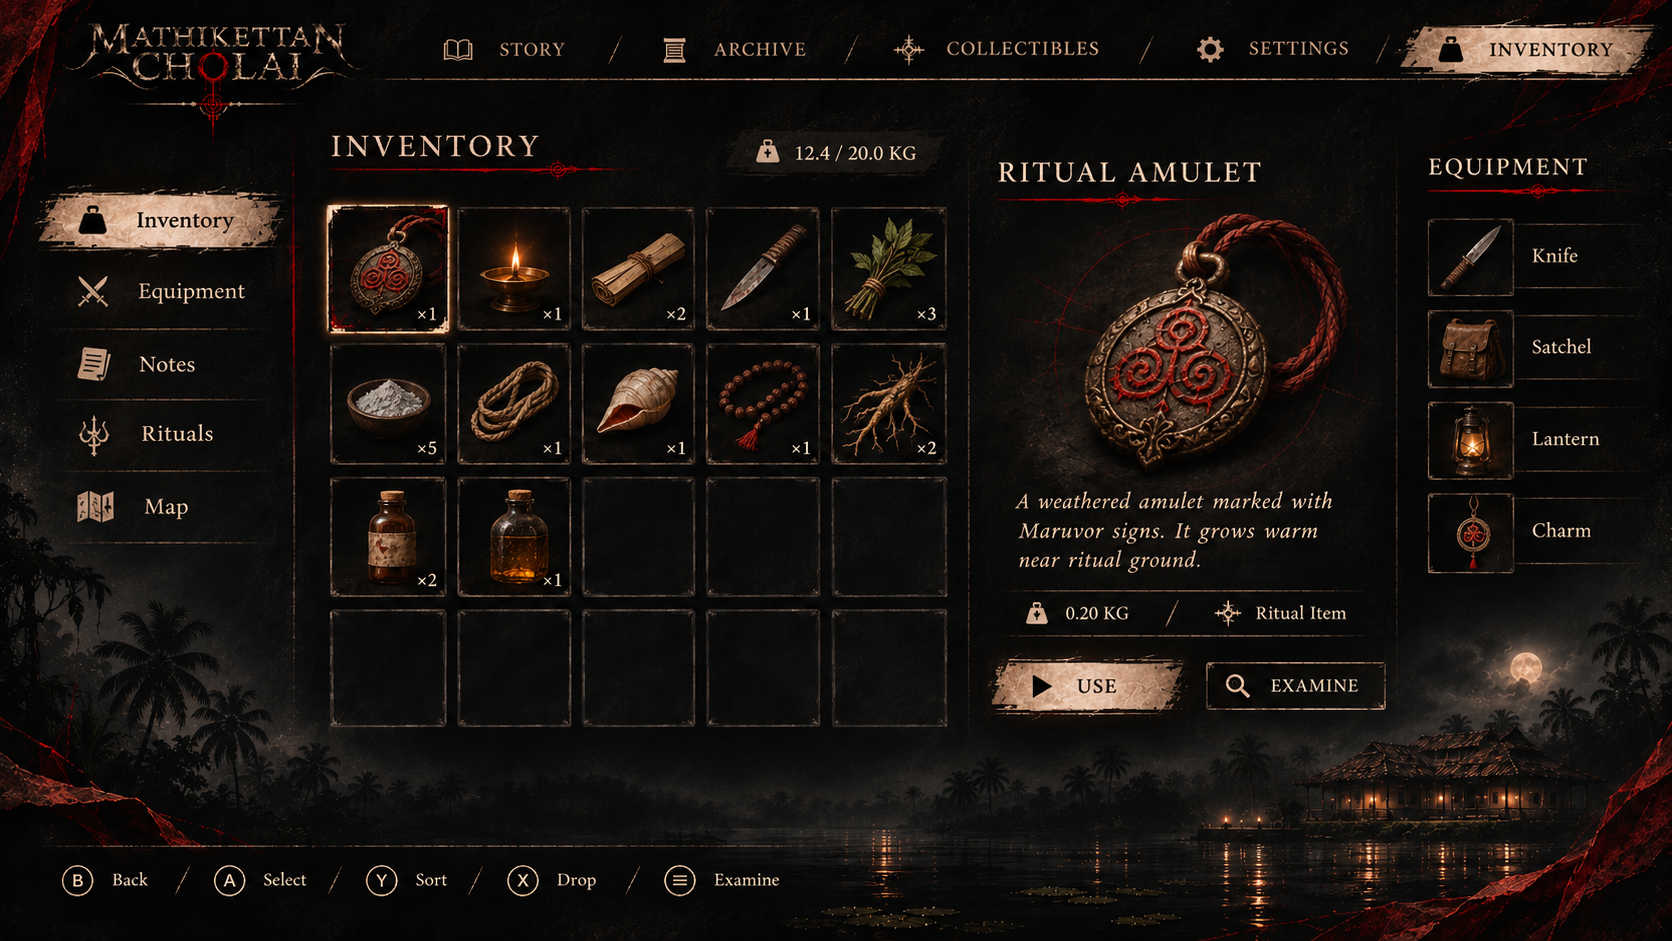 MATHIKETTAN
CHOLAI
STORY
ARCHIVE
COLLECTIBLES
SETTINGS
INVENTORY
INVENTORY
12.4 / 20.0 KG
Inventory
Equipment
Notes
Rituals
Map
×1
×1
×2
×1
×3
×5
×1
×1
×1
×2
×2
×1
RITUAL AMULET
A weathered amulet marked with
Maruvor signs. It grows warm
near ritual ground.
0.20 KG
Ritual Item
USE
EXAMINE
EQUIPMENT
Knife
Satchel
Lantern
Charm
B Back
A Select
Y Sort
X Drop
Examine